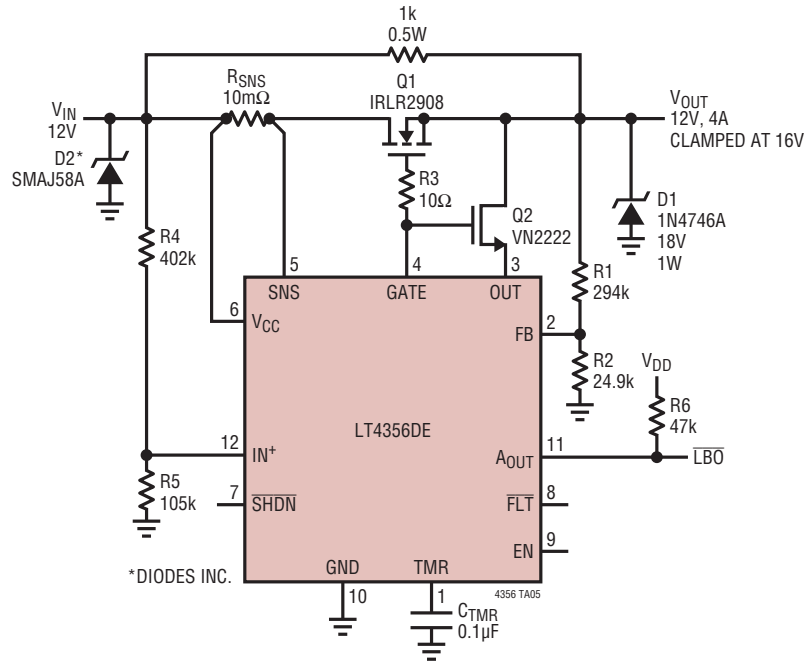 1k
0.5W
RSNS
10mΩ
Q1
IRLR2908
VIN
12V
VOUT
12V, 4A
CLAMPED AT 16V
D2*
SMAJ58A
R3
10Ω
Q2
VN2222
D1
1N4746A
18V
1W
R4
402k
5
4
3
SNS
GATE
OUT
R1
294k
6
VCC
2
FB
R2
24.9k
VDD
R6
47k
LT4356DE
12
IN+
11
AOUT
LBO
R5
105k
7
SHDN
8
FLT
9
EN
*DIODES INC.
GND
TMR
10
1
4356 TA05
CTMR
0.1µF